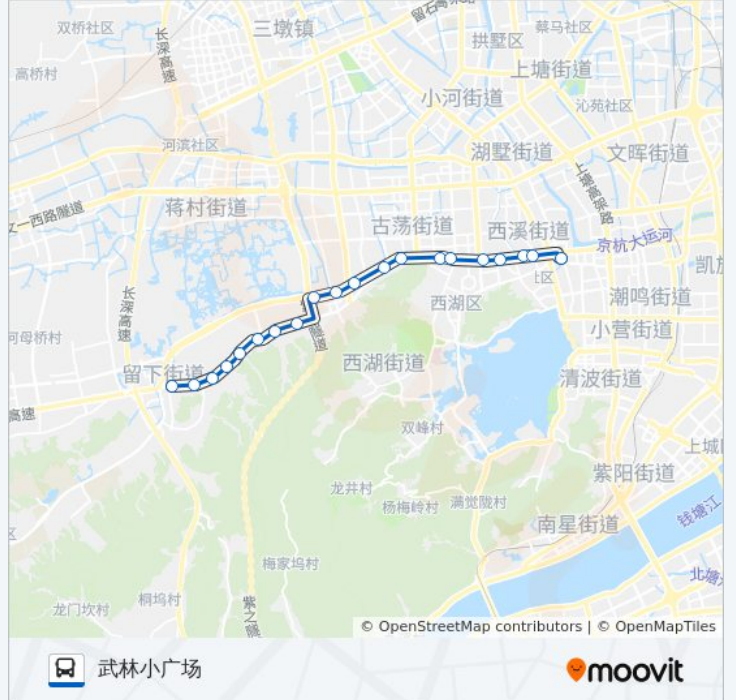 双桥社区
三墩镇
留石高架路
蔡马社区
拱墅区
长深高速
高桥村
上塘街道
小河街道
沁苑社区
河滨社区
湖墅街道
文晖街道
上塘高架路
蒋村街道
文一西路隧道
古荡街道
西溪街道
京杭大运河
凯旋
社区
长深高速
西湖区
潮鸣街道
小营街道
河母桥村
隧道
西湖街道
留下街道
清波街道
高速
双峰村
上城
紫阳街道
龙井村
杨梅岭村
满觉陇村
钱塘江
南星街道
区
梅家坞村
北塘
桐坞村
龙门坎村
紫之隧
© OpenStreetMap contributors | © OpenMapTiles
武林小广场
moovit